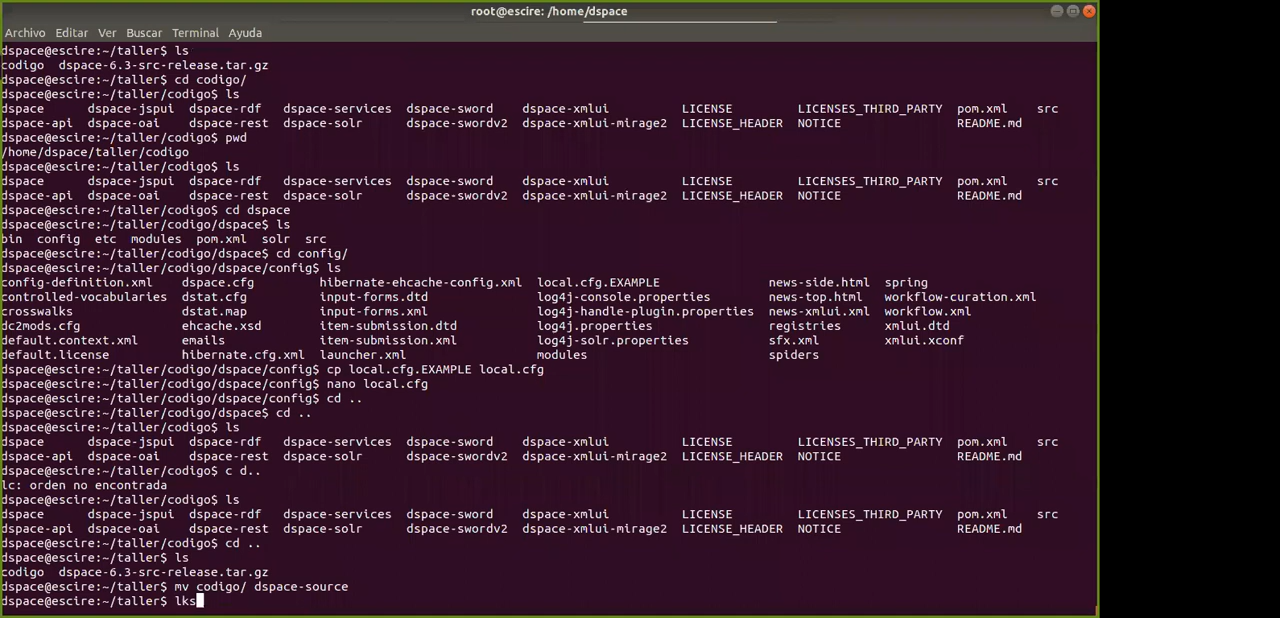 root@escire: /home/dspace
Archivo Editar Ver Buscar Terminal Ayuda
dspace@escire:~/taller$ ls
codigo dspace-6.3-src-release.tar.gz
dspace@escire:~/taller$ cd codigo/
dspace@escire:~/taller/codigo$ ls
dspace dspace-jspui dspace-rdf dspace-services dspace-sword dspace-xmlui LICENSE LICENSES_THIRD_PARTY pom.xml src
dspace-api dspace-oai dspace-rest dspace-solr dspace-swordv2 dspace-xmlui-mirage2 LICENSE_HEADER NOTICE README.md
dspace@escire:~/taller/codigo$ pwd
/home/dspace/taller/codigo
dspace@escire:~/taller/codigo$ ls
dspace dspace-jspui dspace-rdf dspace-services dspace-sword dspace-xmlui LICENSE LICENSES_THIRD_PARTY pom.xml src
dspace-api dspace-oai dspace-rest dspace-solr dspace-swordv2 dspace-xmlui-mirage2 LICENSE_HEADER NOTICE README.md
dspace@escire:~/taller/codigo$ cd dspace
dspace@escire:~/taller/codigo/dspace$ ls
bin config etc modules pom.xml solr src
dspace@escire:~/taller/codigo/dspace$ cd config/
dspace@escire:~/taller/codigo/dspace/config$ ls
config-definition.xml dspace.cfg hibernate-ehcache-config.xml local.cfg.EXAMPLE news-side.html spring
controlled-vocabularies dstat.cfg input-forms.dtd log4j-console.properties news-top.html workflow-curation.xml
crosswalks dstat.map input-forms.xml log4j-handle-plugin.properties news-xmlui.xml workflow.xml
dc2mods.cfg ehcache.xsd item-submission.dtd log4j.properties registries xmlui.dtd
default.context.xml emails item-submission.xml log4j-solr.properties sfx.xml xmlui.xconf
default.license hibernate.cfg.xml launcher.xml modules spiders
dspace@escire:~/taller/codigo/dspace/config$ cp local.cfg.EXAMPLE local.cfg
dspace@escire:~/taller/codigo/dspace/config$ nano local.cfg
dspace@escire:~/taller/codigo/dspace/config$ cd ..
dspace@escire:~/taller/codigo/dspace$ cd ..
dspace@escire:~/taller/codigo$ ls
dspace dspace-jspui dspace-rdf dspace-services dspace-sword dspace-xmlui LICENSE LICENSES_THIRD_PARTY pom.xml src
dspace-api dspace-oai dspace-rest dspace-solr dspace-swordv2 dspace-xmlui-mirage2 LICENSE_HEADER NOTICE README.md
dspace@escire:~/taller/codigo$ c d..
lc: orden no encontrada
dspace@escire:~/taller/codigo$ ls
dspace dspace-jspui dspace-rdf dspace-services dspace-sword dspace-xmlui LICENSE LICENSES_THIRD_PARTY pom.xml src
dspace-api dspace-oai dspace-rest dspace-solr dspace-swordv2 dspace-xmlui-mirage2 LICENSE_HEADER NOTICE README.md
dspace@escire:~/taller/codigo$ cd ..
dspace@escire:~/taller$ ls
codigo dspace-6.3-src-release.tar.gz
dspace@escire:~/taller$ mv codigo/ dspace-source
dspace@escire:~/taller$ lks